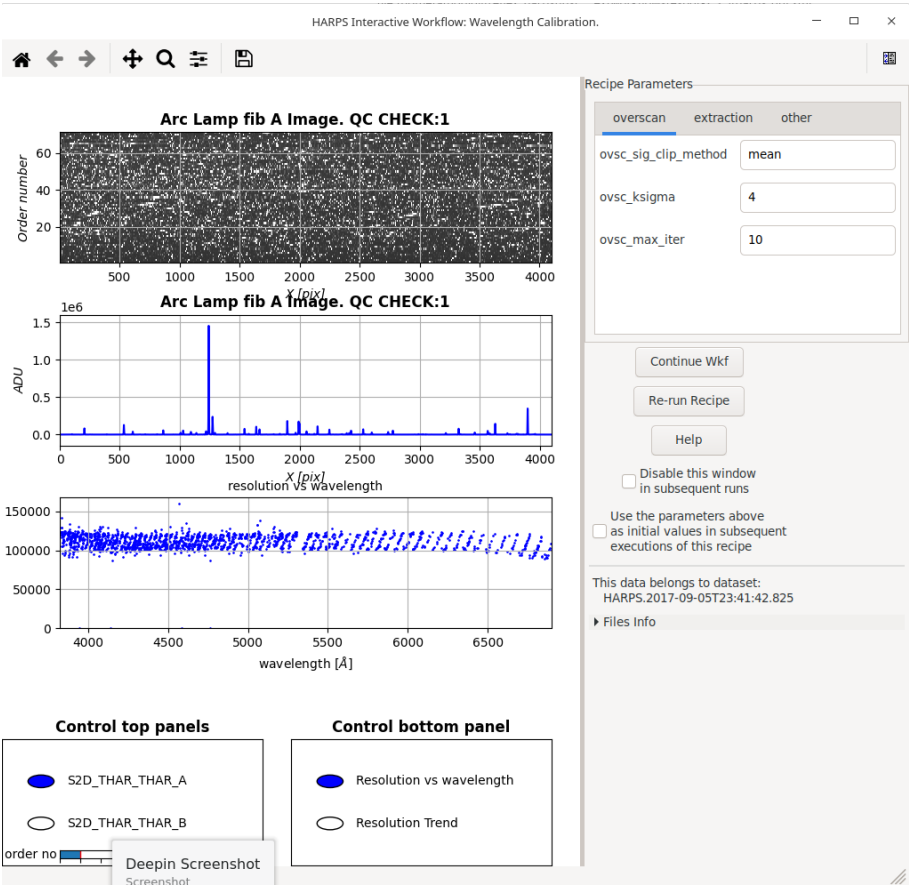 HARPS Interactive Workflow: Wavelength Calibration.
Recipe Parameters
overscan extraction other
ovsc_sig_clip_method mean
ovsc_ksigma 4
ovsc_max_iter 10
Continue Wkf
Re-run Recipe
Help
Disable this window
in subsequent runs
Use the parameters above
as initial values in subsequent
executions of this recipe
This data belongs to dataset:
HARPS.2017-09-05T23:41:42.825
Files Info
Arc Lamp fib A Image. QC CHECK:1
Order number
60
40
20
500 1000 1500 2000 2500 3000 3500 4000
X [pix]
Arc Lamp fib A Image. QC CHECK:1
1e6
ADU
1.5
1.0
0.5
0.0
0 500 1000 1500 2000 2500 3000 3500 4000
X [pix]
resolution vs wavelength
150000
100000
50000
0
4000 4500 5000 5500 6000 6500
wavelength [Å]
Control top panels
S2D_THAR_THAR_A
S2D_THAR_THAR_B
order no
Control bottom panel
Resolution vs wavelength
Resolution Trend
Deepin Screenshot
Screenshot